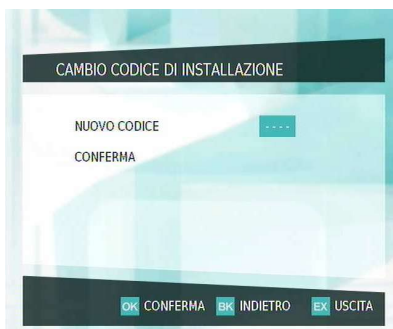 CAMBIO CODICE DI INSTALLAZIONE
NUOVO CODICE ----
CONFERMA
OK CONFERMA BK INDIETRO EX USCITA